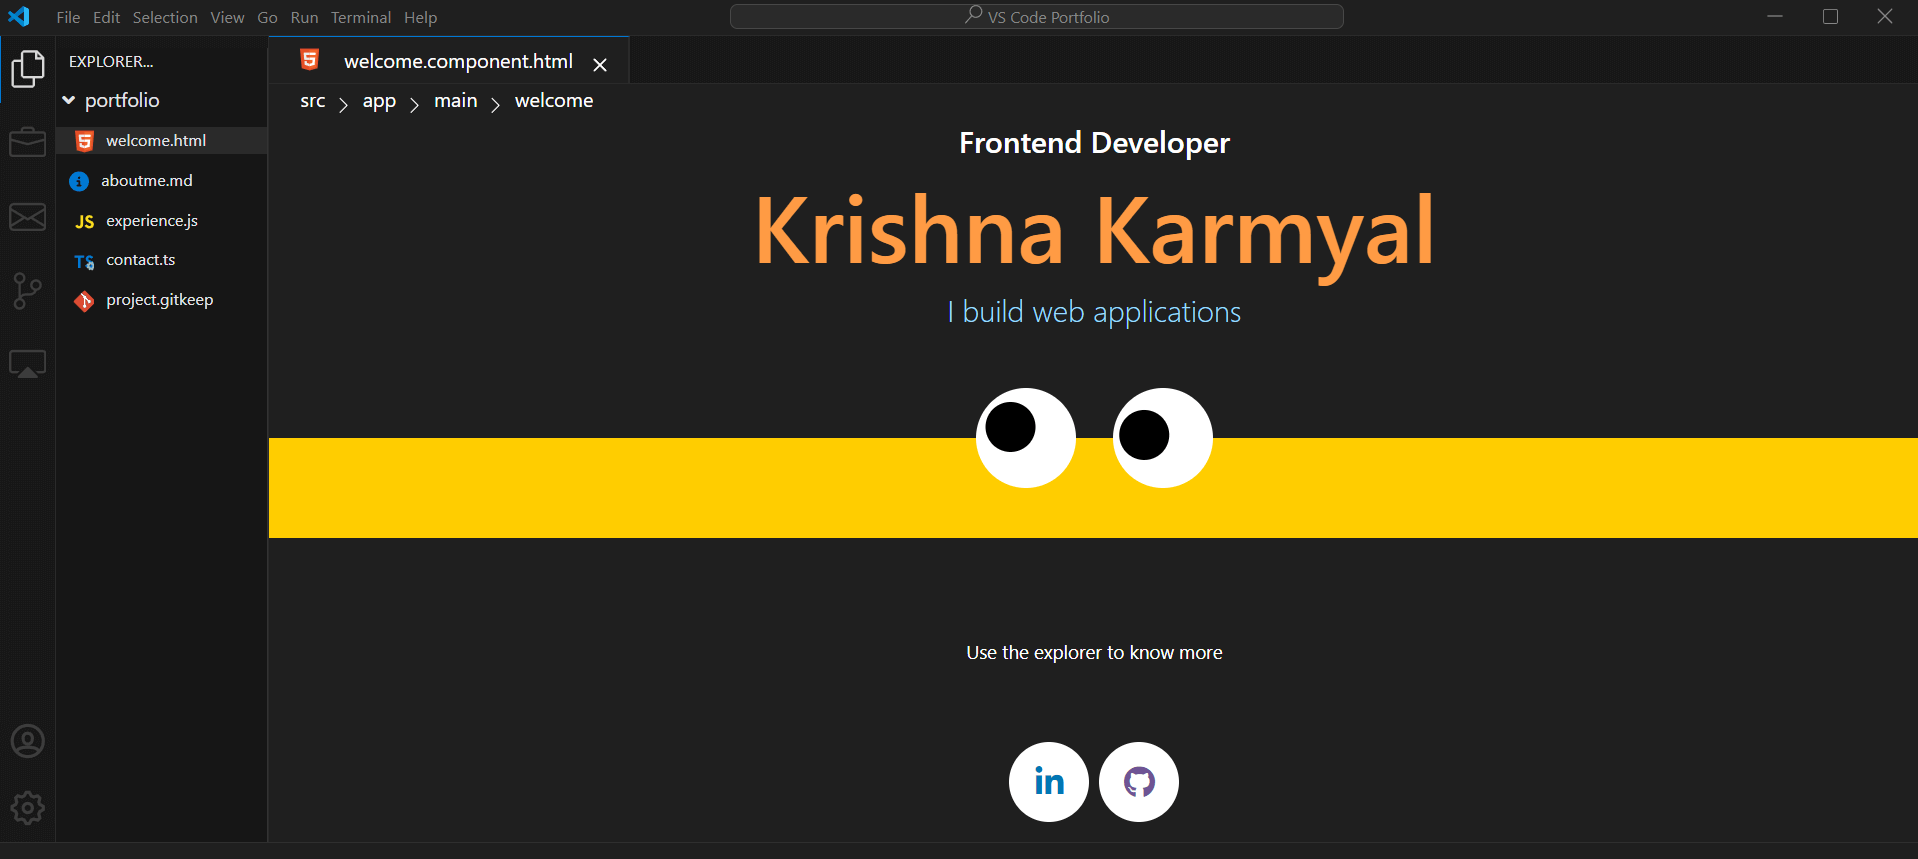 File Edit Selection View Go Run Terminal Help
VS Code Portfolio
EXPLORER...
portfolio
welcome.html
aboutme.md
JS experience.js
TS contact.ts
project.gitkeep
5 welcome.component.html
src > app > main > welcome
Frontend Developer
Krishna Karmyal
I build web applications
Use the explorer to know more
in